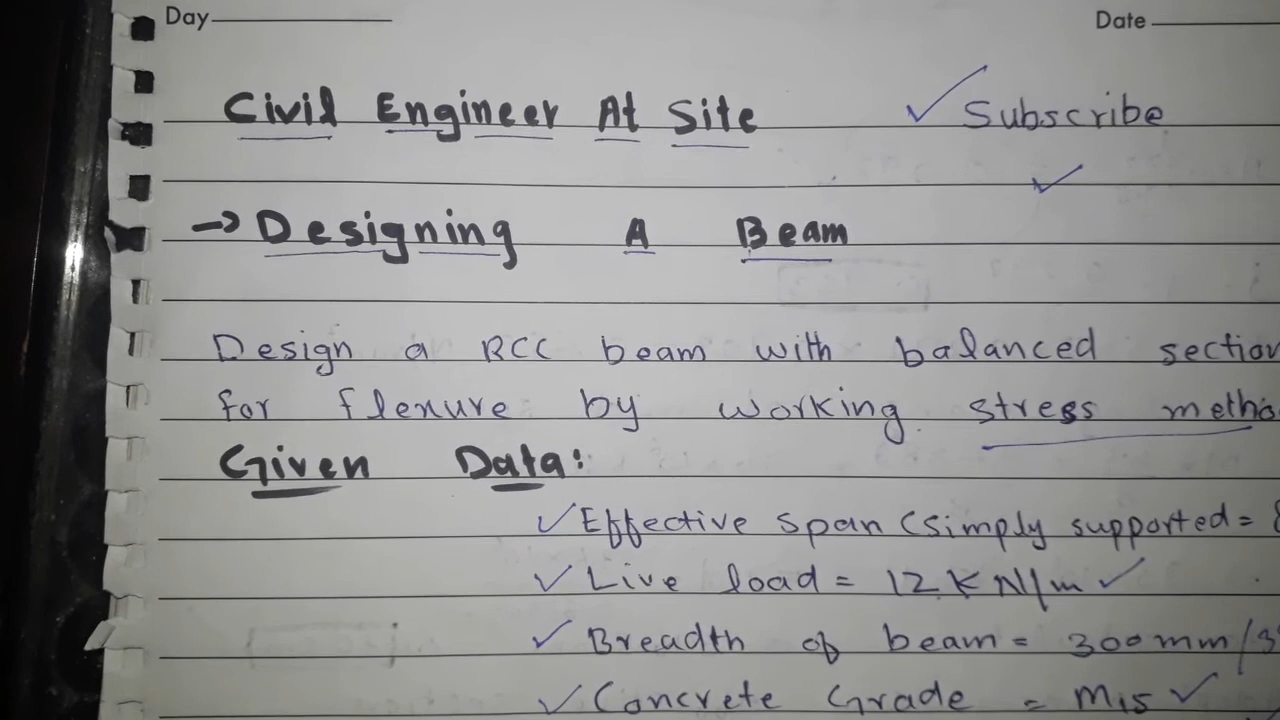 Day
Date
Civil Engineer At Site
✓ Subscribe
✓
→ Designing A Beam
Design a RCC beam with balanced section
for flexure by working stress
Given Data:
✓ Effective span (simply supported =
✓ Live load = 12 KN/m ✓
✓ Breadth of beam = 300mm/
✓ Concrete Grade = M15 ✓